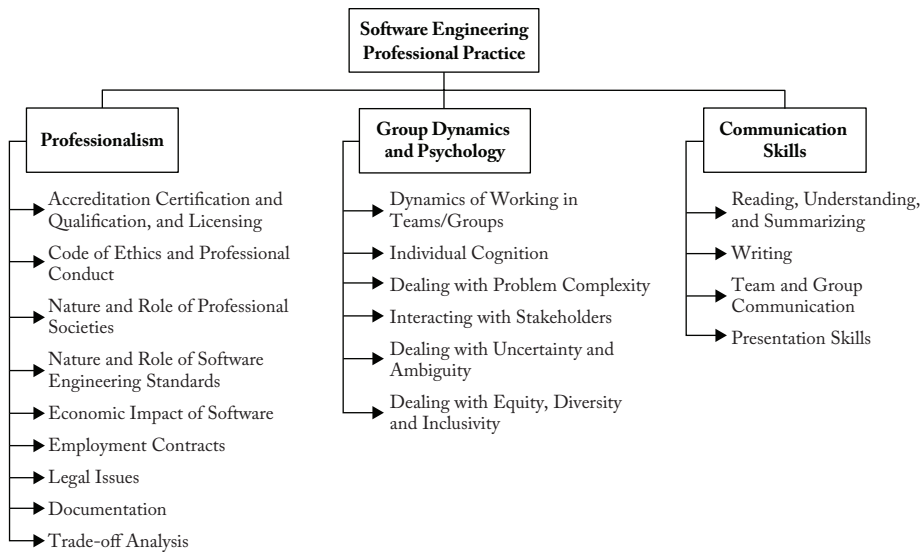 Software Engineering
Professional Practice
Professionalism
Accreditation Certification and
Qualification, and Licensing
Code of Ethics and Professional
Conduct
Nature and Role of Professional
Societies
Nature and Role of Software
Engineering Standards
Economic Impact of Software
Employment Contracts
Legal Issues
Documentation
Trade-off Analysis
Group Dynamics
and Psychology
Dynamics of Working in
Teams/Groups
Individual Cognition
Dealing with Problem Complexity
Interacting with Stakeholders
Dealing with Uncertainty and
Ambiguity
Dealing with Equity, Diversity
and Inclusivity
Communication
Skills
Reading, Understanding,
and Summarizing
Writing
Team and Group
Communication
Presentation Skills